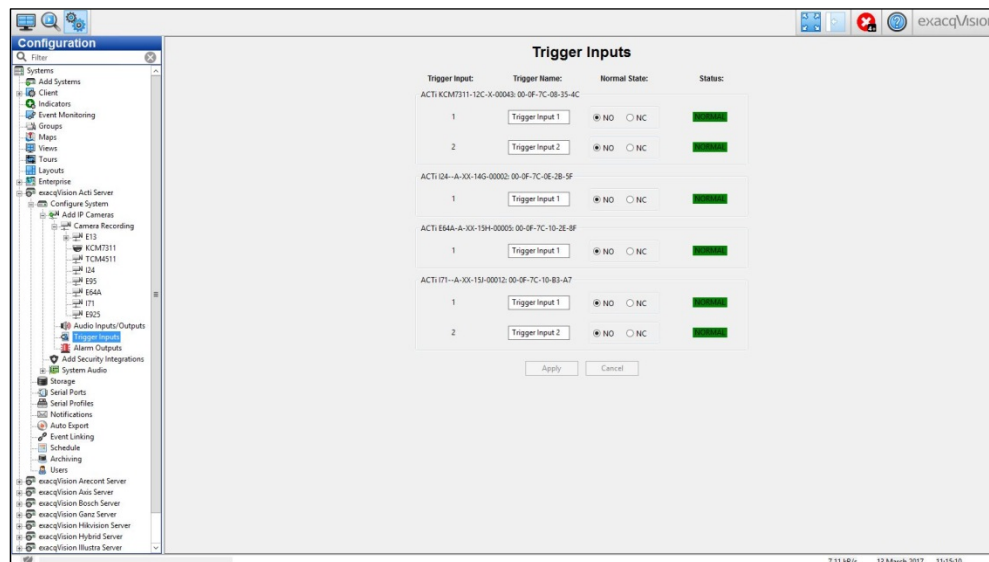 exacqVision
Configuration
Filter
Systems
Add Systems
Client
Indicators
Event Monitoring
Groups
Maps
Views
Tours
Layouts
Enterprise
exacqVision Acti Server
Configure System
Add IP Cameras
Camera Recording
E13
KCM7311
TCM4511
I24
E95
E64A
I71
E925
Audio Inputs/Outputs
Trigger Inputs
Alarm Outputs
Add Security Integrations
System Audio
Storage
Serial Ports
Serial Profiles
Notifications
Auto Export
Event Linking
Schedule
Archiving
Users
exacqVision Arecont Server
exacqVision Axis Server
exacqVision Bosch Server
exacqVision Ganz Server
exacqVision Hikvision Server
exacqVision Hybrid Server
exacqVision Illustra Server
Trigger Inputs
Trigger Input: Trigger Name: Normal State: Status:
ACTi KCM7311-12C-X-00043: 00-0F-7C-08-35-4C
1 Trigger Input 1 NO NC NORMAL
2 Trigger Input 2 NO NC NORMAL
ACTi I24--A-XX-14G-00002: 00-0F-7C-0E-2B-5F
1 Trigger Input 1 NO NC NORMAL
ACTi E64A-A-XX-15H-00005: 00-0F-7C-10-2E-8F
1 Trigger Input 1 NO NC NORMAL
ACTi I71--A-XX-15J-00012: 00-0F-7C-10-B3-A7
1 Trigger Input 1 NO NC NORMAL
2 Trigger Input 2 NO NC NORMAL
Apply Cancel
13 March 2017 11:15:10